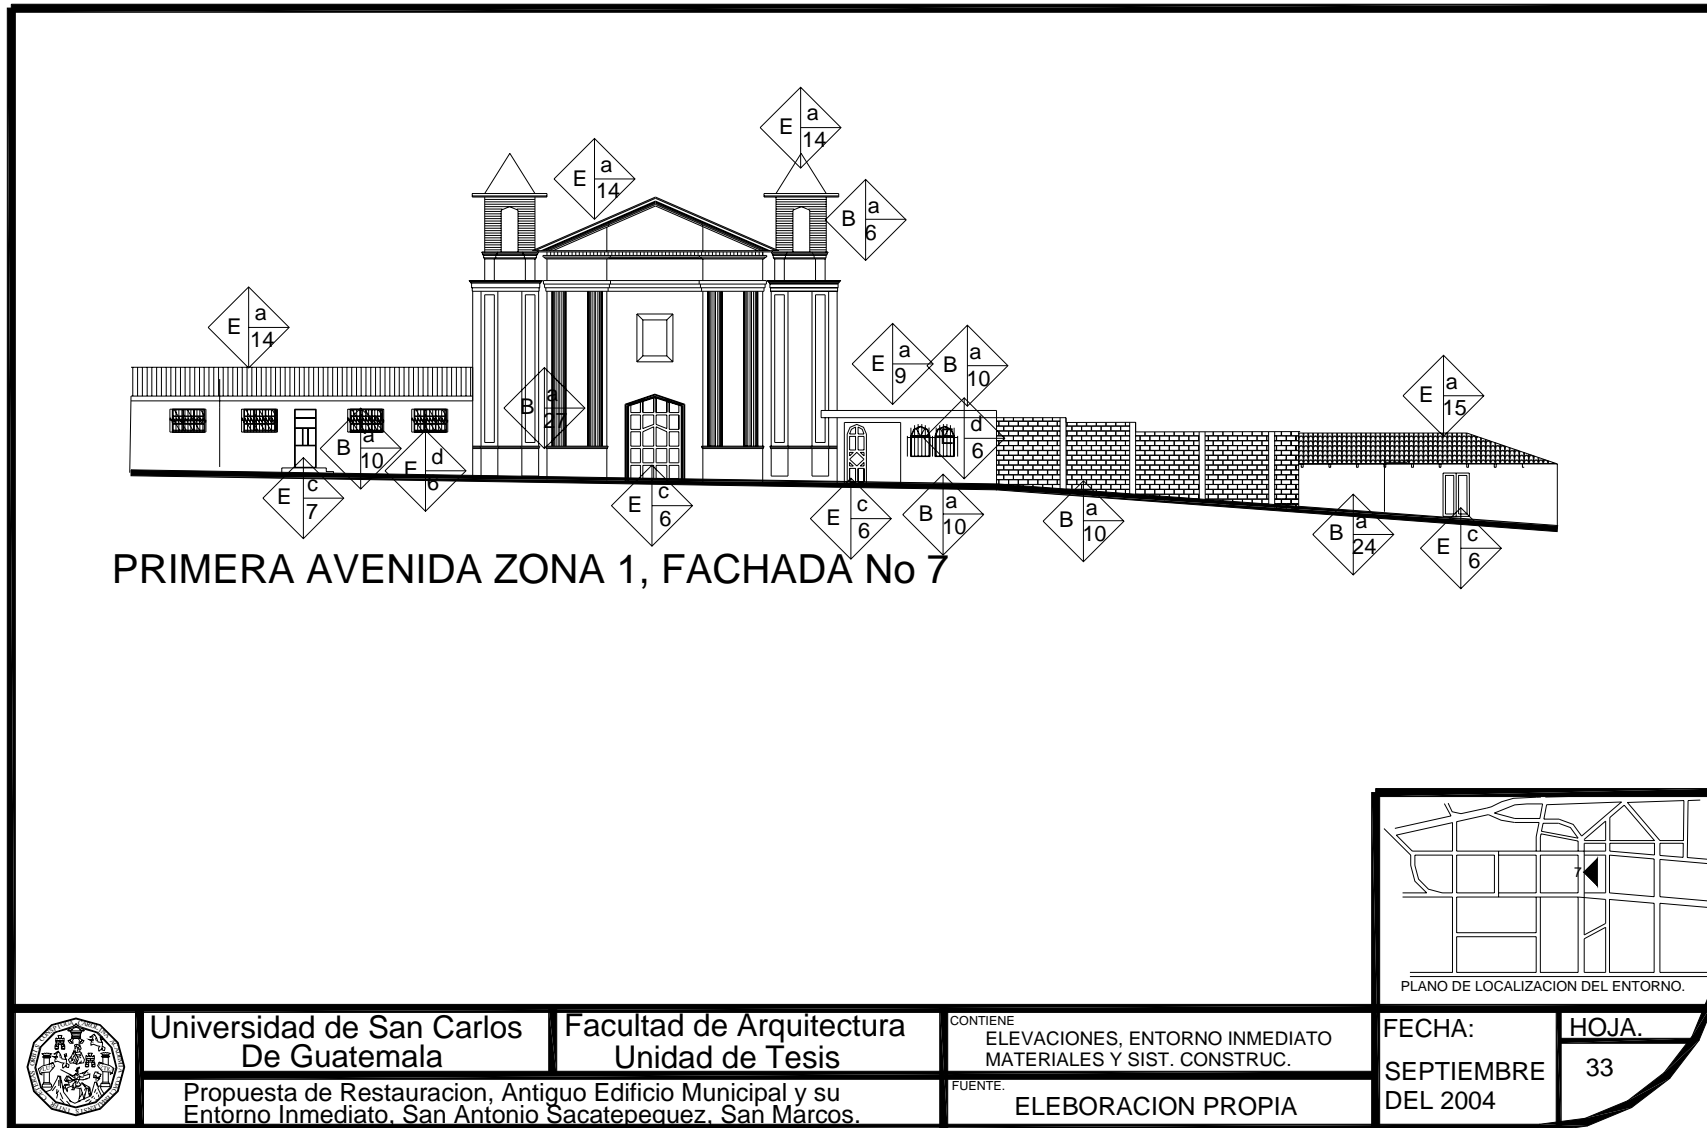 E a 14
E a 14
B a 6
E a 14
E a 9
B a 10
E a 15
B a 27
d 6
B a 10
E d 6
E c 7
E c 6
E c 6
B a 10
B a 10
B a 24
E c 6
PRIMERA AVENIDA ZONA 1, FACHADA No 7
7
PLANO DE LOCALIZACION DEL ENTORNO.
Universidad de San Carlos
De Guatemala
Facultad de Arquitectura
Unidad de Tesis
CONTIENE
ELEVACIONES, ENTORNO INMEDIATO
MATERIALES Y SIST. CONSTRUC.
FECHA:
SEPTIEMBRE
DEL 2004
HOJA.
33
Propuesta de Restauracion, Antiguo Edificio Municipal y su
Entorno Inmediato, San Antonio Sacatepequez, San Marcos.
FUENTE.
ELEBORACION PROPIA